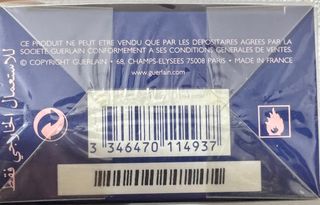 CE PRODUIT NE PEUT ETRE VENDU QUE PAR LES DEPOSITAIRES AGREES PAR LA
SOCIETE GUERLAIN CONFORMEMENT A SES CONDITIONS GENERALES DE VENTES.
© COPYRIGHT GUERLAIN • 68, CHAMPS-ELYSEES 75008 PARIS • MADE IN FRANCE
www.guerlain.com
للاستعمال الخارجي فقط
3 346470 114937